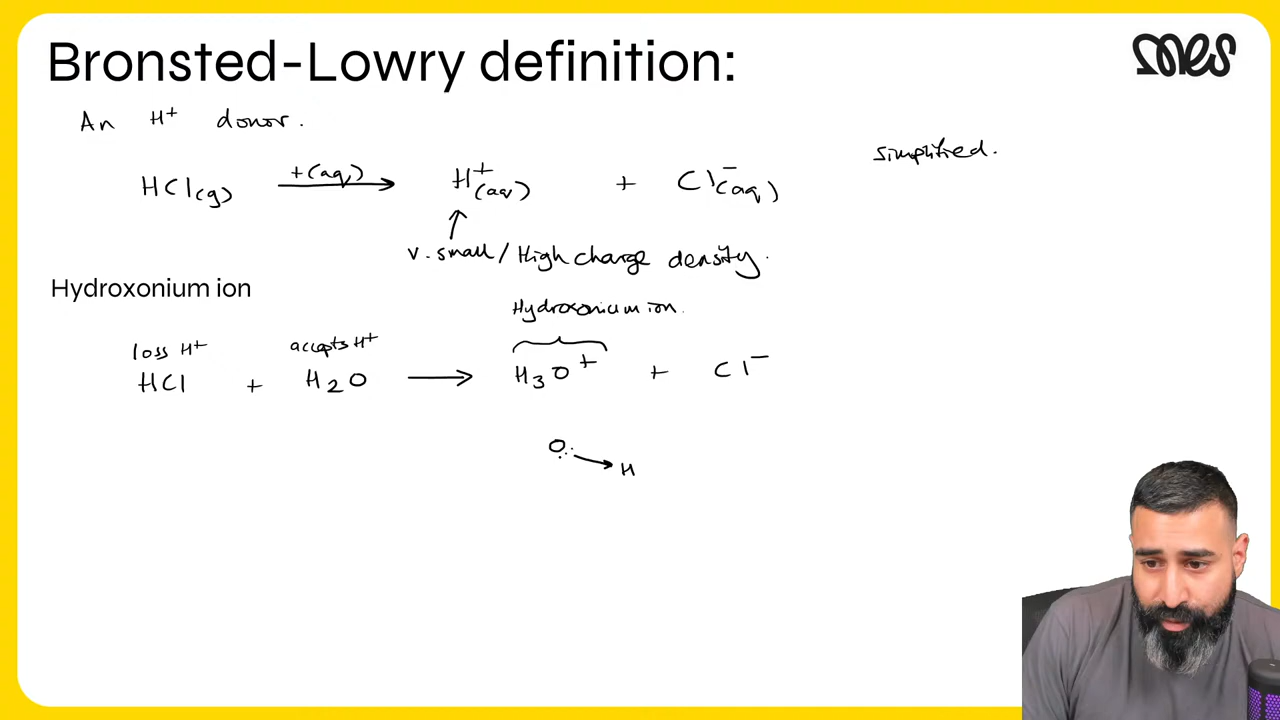 Bronsted-Lowry definition:
MES
An H⁺ donor.
simplified.
HCl(g) +(aq) → H⁺(aq) + Cl⁻(aq)
↑
v. small / High charge density.
Hydroxonium ion
Hydroxonium ion.
loss H⁺ accepts H⁺
HCl + H₂O → H₃O⁺ + Cl⁻
O: → H